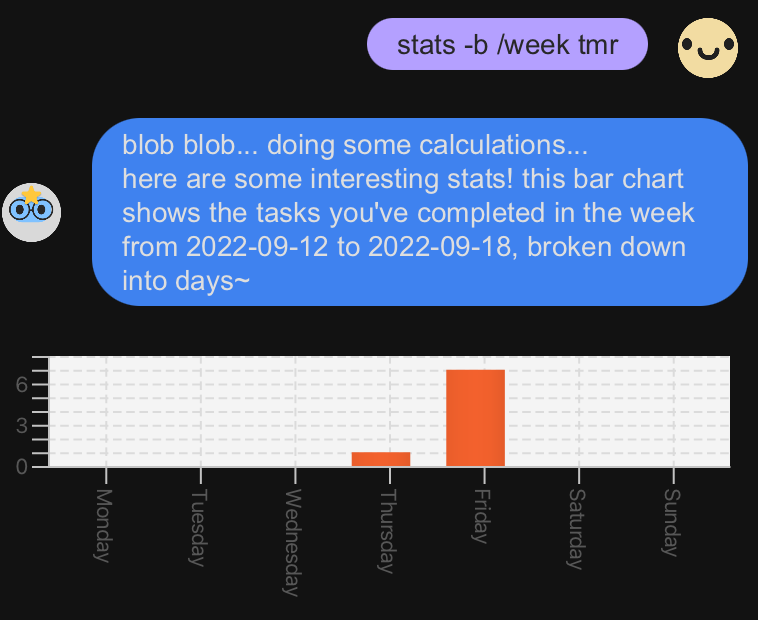 stats -b /week tmr
blob blob... doing some calculations...
here are some interesting stats! this bar chart
shows the tasks you've completed in the week
from 2022-09-12 to 2022-09-18, broken down
into days~
6
3
0
Monday
Tuesday
Wednesday
Thursday
Friday
Saturday
Sunday